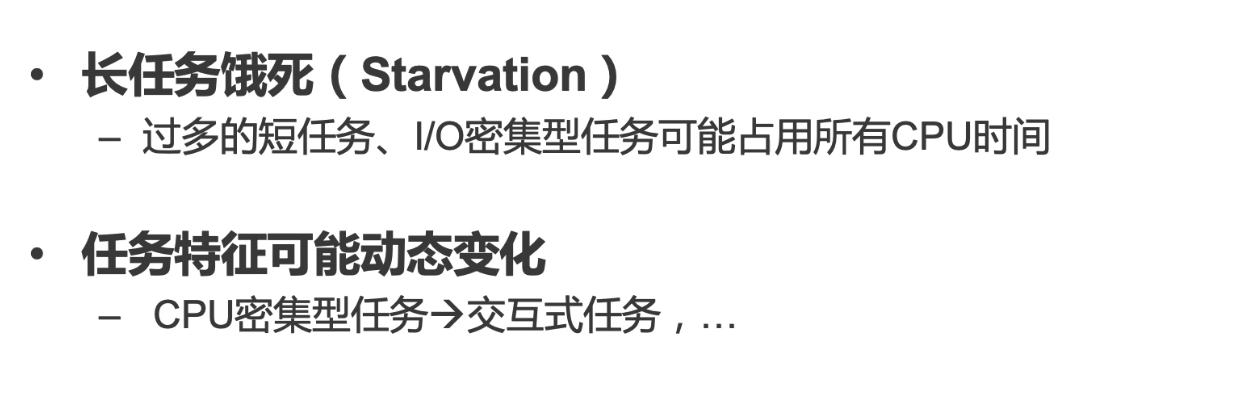 • 长任务饿死（Starvation）
– 过多的短任务、I/O密集型任务可能占用所有CPU时间
• 任务特征可能动态变化
– CPU密集型任务→交互式任务，…